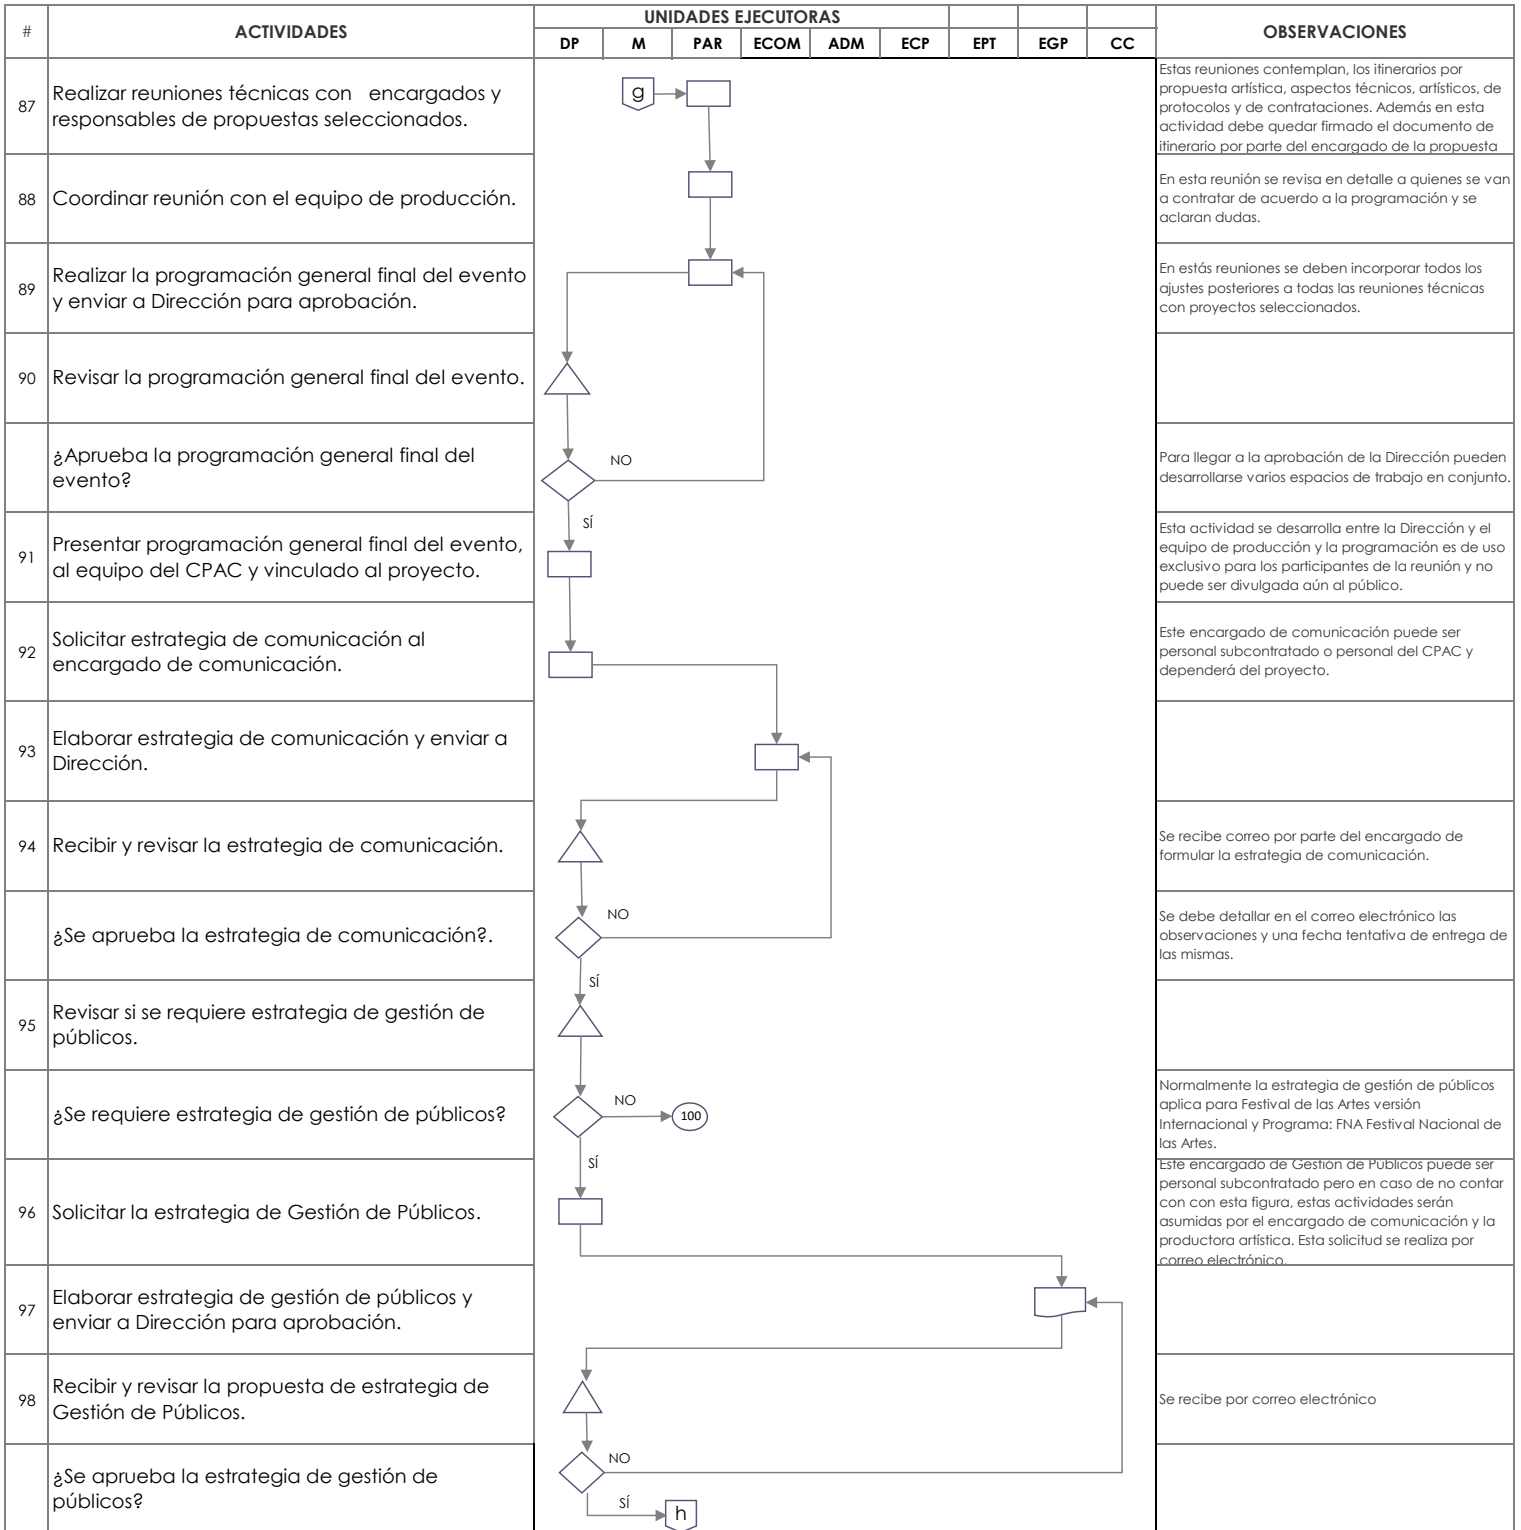 UNIDADES EJECUTORAS
# ACTIVIDADES OBSERVACIONES
DP M PAR ECOM ADM ECP EPT EGP CC
87
Realizar reuniones técnicas con encargados y
responsables de propuestas seleccionados.
g
Estas reuniones contemplan, los itinerarios por
propuesta artística, aspectos técnicos, artísticos, de
protocolos y de contrataciones. Además en esta
actividad debe quedar firmado el documento de
itinerario por parte del encargado de la propuesta
88
Coordinar reunión con el equipo de producción.
En esta reunión se revisa en detalle a quienes se van
a contratar de acuerdo a la programación y se
aclaran dudas.
89
Realizar la programación general final del evento
y enviar a Dirección para aprobación.
En estás reuniones se deben incorporar todos los
ajustes posteriores a todas las reuniones técnicas
con proyectos seleccionados.
90
Revisar la programación general final del evento.
¿Aprueba la programación general final del
evento?
NO
SÍ
Para llegar a la aprobación de la Dirección pueden
desarrollarse varios espacios de trabajo en conjunto.
91
Presentar programación general final del evento,
al equipo del CPAC y vinculado al proyecto.
Esta actividad se desarrolla entre la Dirección y el
equipo de producción y la programación es de uso
exclusivo para los participantes de la reunión y no
puede ser divulgada aún al público.
92
Solicitar estrategia de comunicación al
encargado de comunicación.
Este encargado de comunicación puede ser
personal subcontratado o personal del CPAC y
dependerá del proyecto.
93
Elaborar estrategia de comunicación y enviar a
Dirección.
94
Recibir y revisar la estrategia de comunicación.
Se recibe correo por parte del encargado de
formular la estrategia de comunicación.
¿Se aprueba la estrategia de comunicación?.
NO
SÍ
Se debe detallar en el correo electrónico las
observaciones y una fecha tentativa de entrega de
las mismas.
95
Revisar si se requiere estrategia de gestión de
públicos.
¿Se requiere estrategia de gestión de públicos?
NO
100
SÍ
Normalmente la estrategia de gestión de públicos
aplica para Festival de las Artes versión
Internacional y Programa: FNA Festival Nacional de
las Artes.
96
Solicitar la estrategia de Gestión de Públicos.
Este encargado de Gestión de Públicos puede ser
personal subcontratado pero en caso de no contar
con con esta figura, estas actividades serán
asumidas por el encargado de comunicación y la
productora artística. Esta solicitud se realiza por
correo electrónico.
97
Elaborar estrategia de gestión de públicos y
enviar a Dirección para aprobación.
98
Recibir y revisar la propuesta de estrategia de
Gestión de Públicos.
Se recibe por correo electrónico
¿Se aprueba la estrategia de gestión de
públicos?
NO
SÍ
h